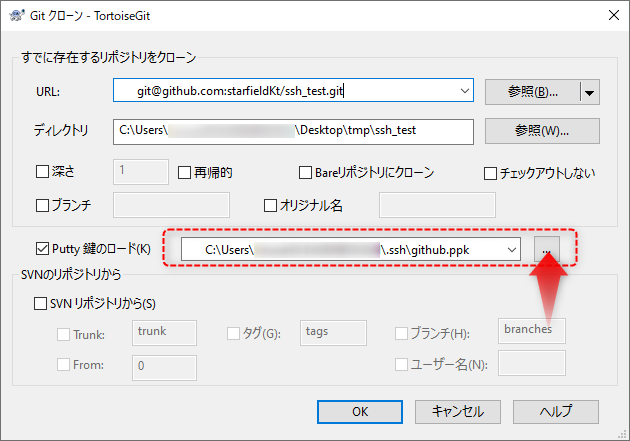 Git クローン - TortoiseGit
すでに存在するリポジトリをクローン
URL: git@github.com:starfieldKt/ssh_test.git 参照(B)...
ディレクトリ C:\Users\ \Desktop\tmp\ssh_test 参照(W)...
深さ 1 再帰的 Bareリポジトリにクローン チェックアウトしない
ブランチ オリジナル名
Putty 鍵のロード(K) C:\Users\ \.ssh\github.ppk ...
SVNのリポジトリから
SVN リポジトリから(S)
Trunk: trunk タグ(G): tags ブランチ(H): branches
From: 0 ユーザー名(N):
OK キャンセル ヘルプ